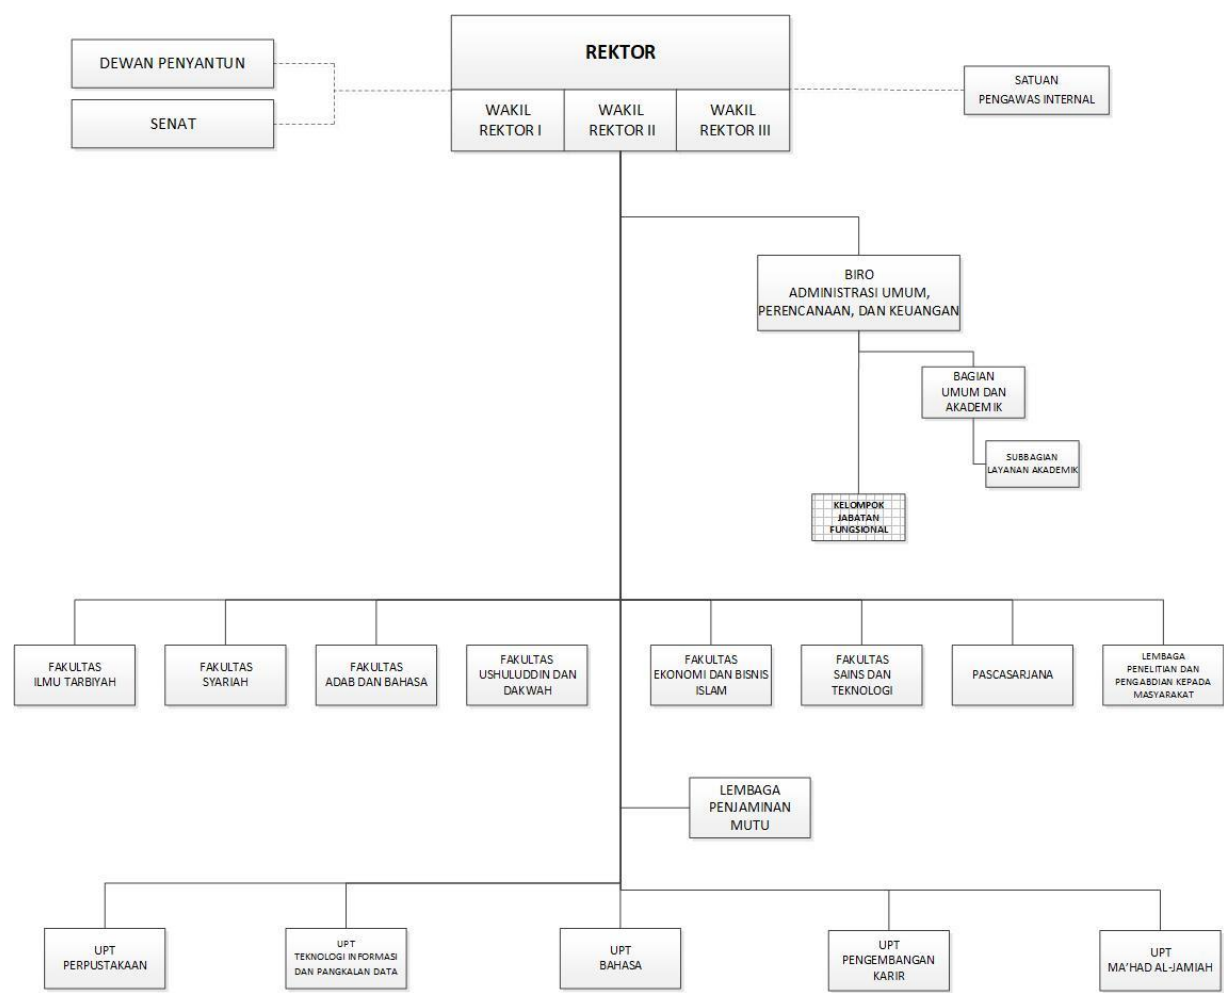 REKTOR
DEWAN PENYANTUN
SENAT
WAKIL
REKTOR I
WAKIL
REKTOR II
WAKIL
REKTOR III
SATUAN
PENGAWAS INTERNAL
BIRO
ADMINISTRASI UMUM,
PERENCANAAN, DAN KEUANGAN
BAGIAN
UMUM DAN
AKADEMIK
SUBBAGIAN
LAYANAN AKADEMIK
KELOMPOK
JABATAN
FUNGSIONAL
FAKULTAS
ILMU TARBIYAH
FAKULTAS
SYARIAH
FAKULTAS
ADAB DAN BAHASA
FAKULTAS
USHULUDDIN DAN
DAKWAH
FAKULTAS
EKONOMI DAN BISNIS
ISLAM
FAKULTAS
SAINS DAN
TEKNOLOGI
PASCASARJANA
LEMBAGA
PENELITIAN DAN
PENGABDIAN KEPADA
MASYARAKAT
LEMBAGA
PENJAMINAN
MUTU
UPT
PERPUSTAKAAN
UPT
TEKNOLOGI INFORMASI
DAN PANGKALAN DATA
UPT
BAHASA
UPT
PENGEMBANGAN
KARIR
UPT
MA'HAD AL-JAMIAH